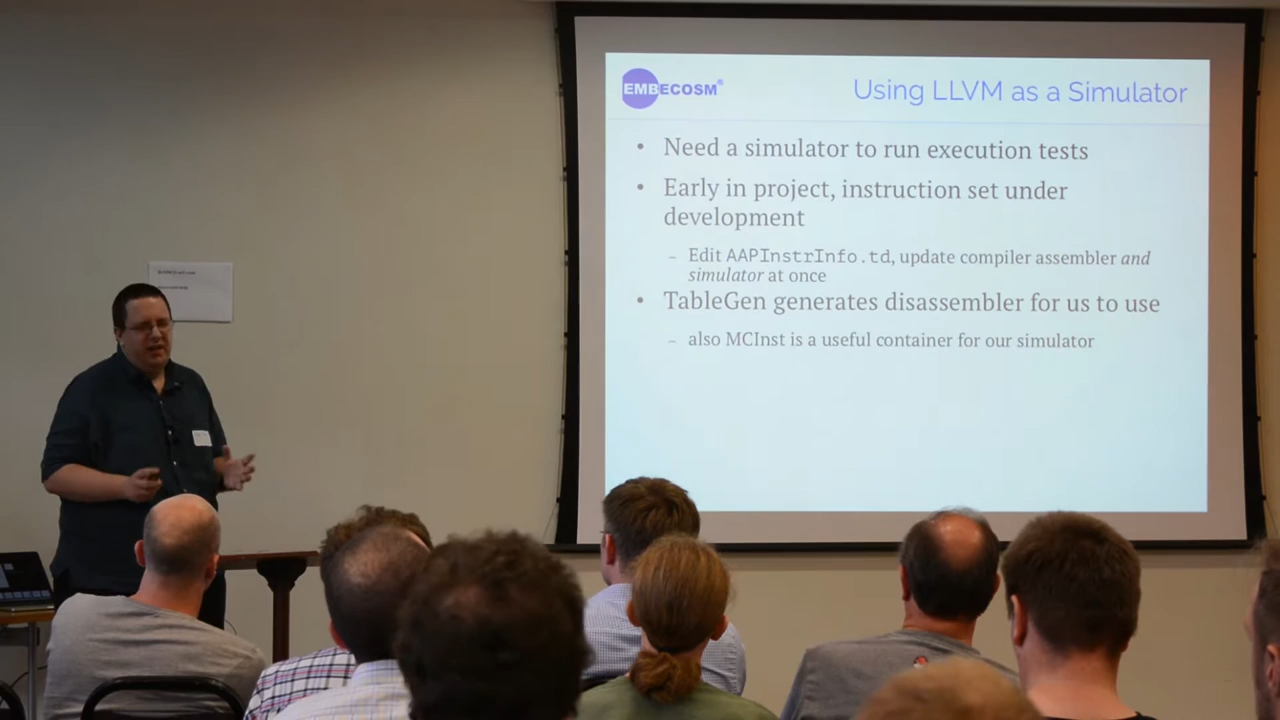 EMBECOSM®
Using LLVM as a Simulator
• Need a simulator to run execution tests
• Early in project, instruction set under
development
– Edit AAPInstrInfo.td, update compiler assembler and
simulator at once
• TableGen generates disassembler for us to use
– also MCInst is a useful container for our simulator